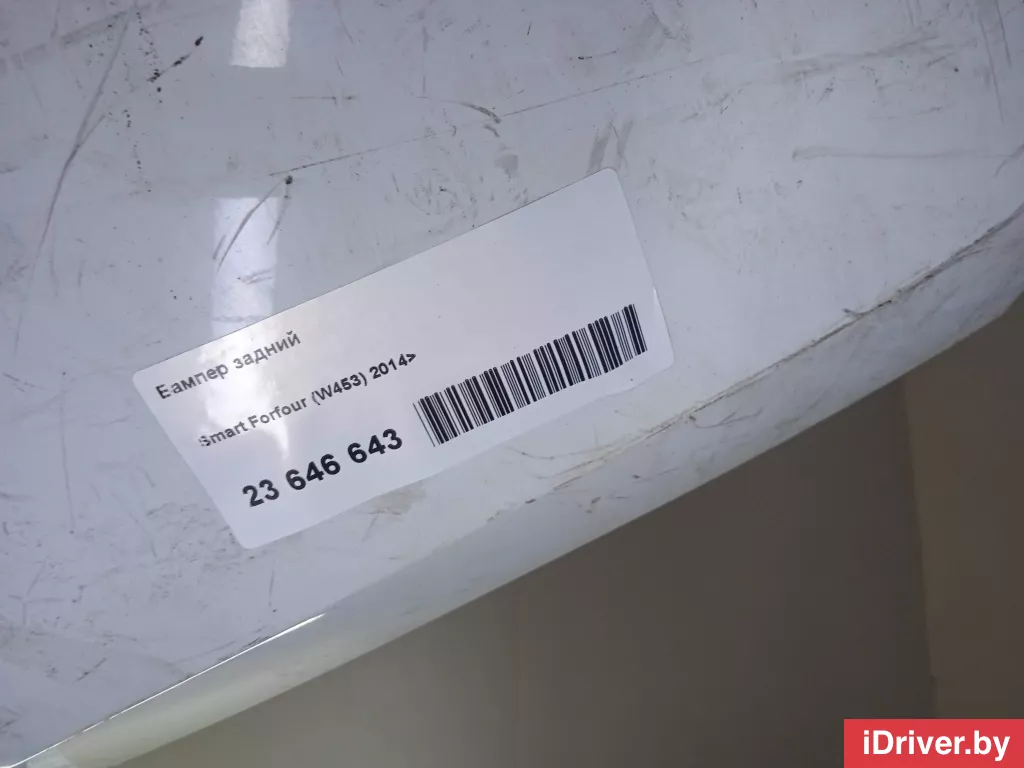 Бампер задний
Smart Forfour (W453) 2014>
23 646 643
iDriver.by